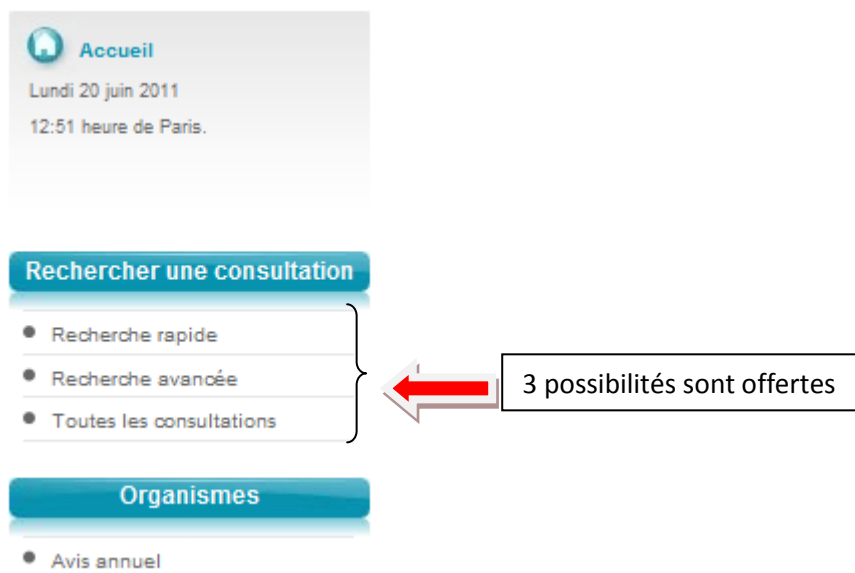 Accueil
Lundi 20 juin 2011
12:51 heure de Paris.
Rechercher une consultation
Recherche rapide
Recherche avancée
Toutes les consultations
3 possibilités sont offertes
Organismes
Avis annuel